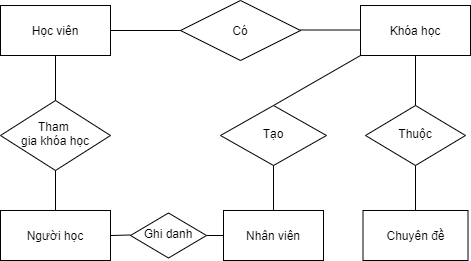 Học viên
Có
Khóa học
Tham
gia khóa học
Tạo
Thuộc
Người học
Ghi danh
Nhân viên
Chuyên đề